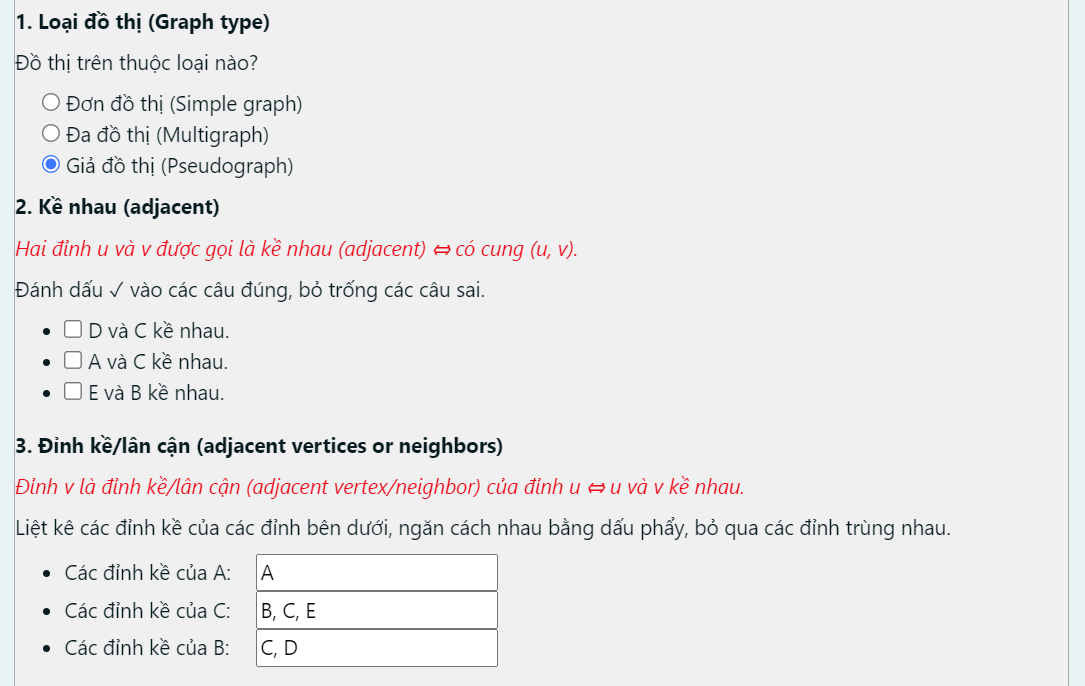 1. Loại đồ thị (Graph type)
Đồ thị trên thuộc loại nào?
Đơn đồ thị (Simple graph)
Đa đồ thị (Multigraph)
Giả đồ thị (Pseudograph)
2. Kề nhau (adjacent)
Hai đỉnh u và v được gọi là kề nhau (adjacent) ⇔ có cung (u, v).
Đánh dấu ✓ vào các câu đúng, bỏ trống các câu sai.
• D và C kề nhau.
• A và C kề nhau.
• E và B kề nhau.
3. Đỉnh kề/lân cận (adjacent vertices or neighbors)
Đỉnh v là đỉnh kề/lân cận (adjacent vertex/neighbor) của đỉnh u ⇔ u và v kề nhau.
Liệt kê các đỉnh kề của các đỉnh bên dưới, ngăn cách nhau bằng dấu phẩy, bỏ qua các đỉnh trùng nhau.
• Các đỉnh kề của A: A
• Các đỉnh kề của C: B, C, E
• Các đỉnh kề của B: C, D